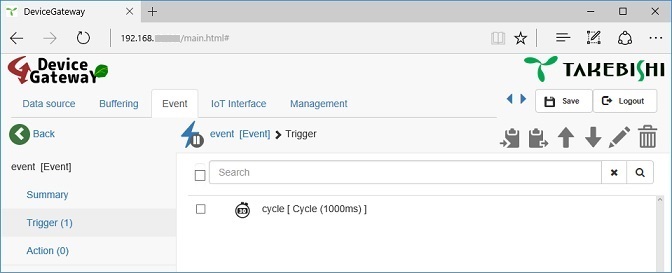 DeviceGateway
192.168. /main.html#
Device
Gateway
TAKEBISHI
Data source Buffering Event IoT Interface Management
Save Logout
Back
event [Event] > Trigger
event [Event]
Search
Summary
cycle [ Cycle (1000ms) ]
Trigger (1)
Action (0)